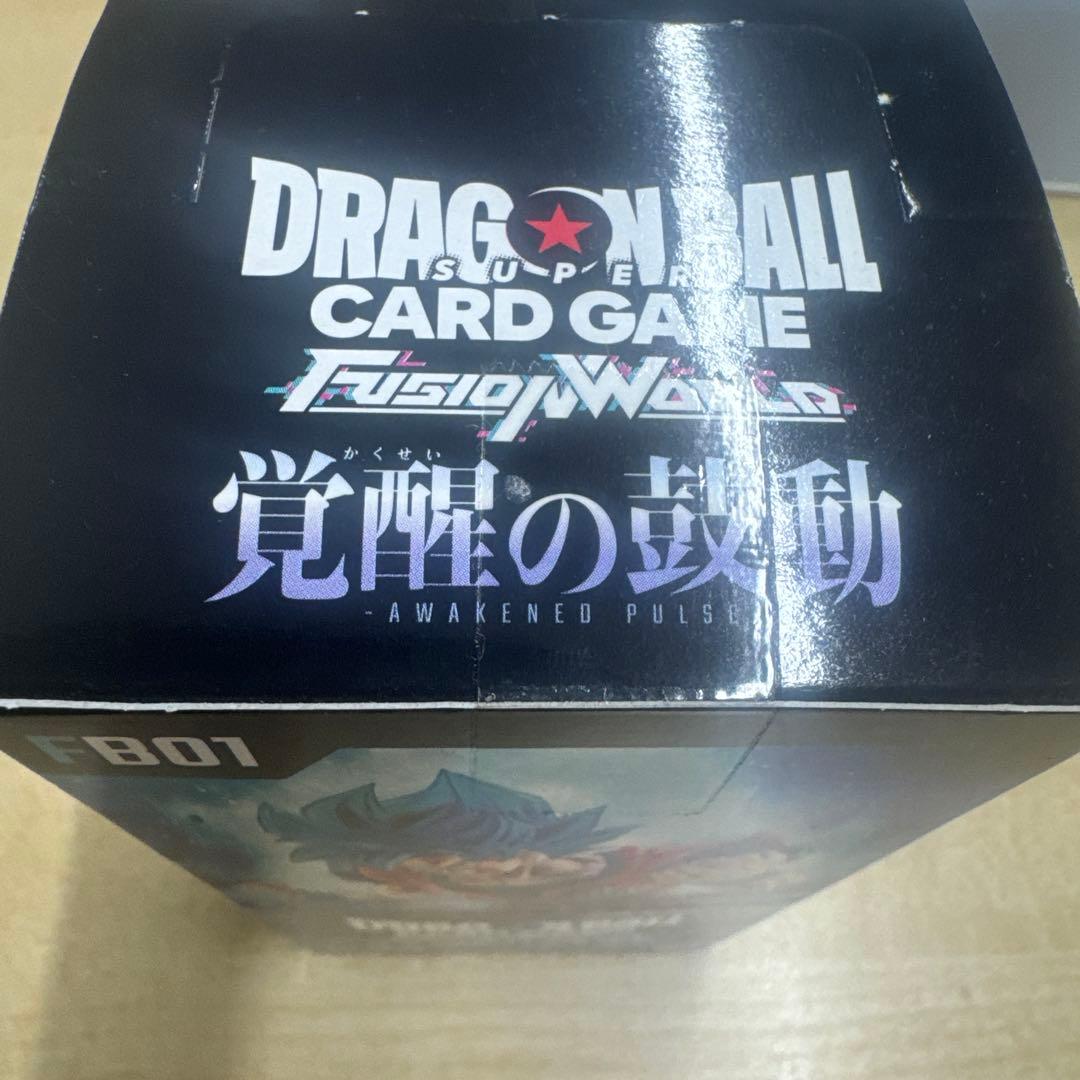 DRAGON BALL
SUPER
CARD GAME
FUSION WORLD
かくせい
覚醒の鼓動
-AWAKENED PULSE
FB01